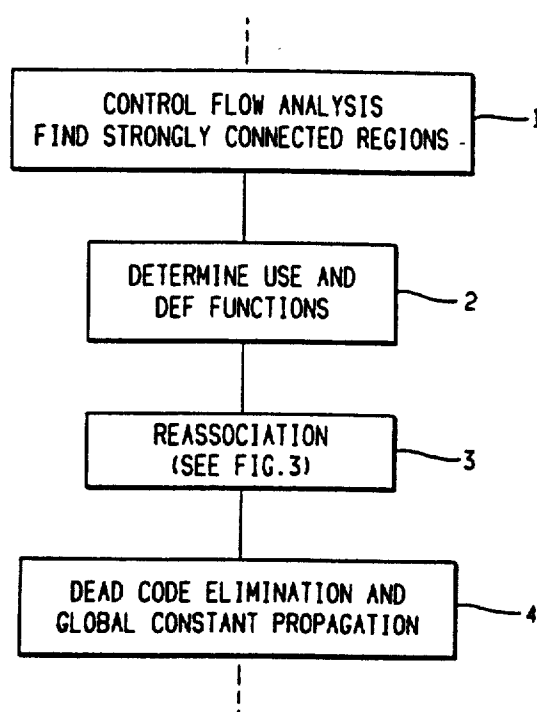 CONTROL FLOW ANALYSIS
FIND STRONGLY CONNECTED REGIONS
1
DETERMINE USE AND
DEF FUNCTIONS
2
REASSOCIATION
(SEE FIG.3)
3
DEAD CODE ELIMINATION AND
GLOBAL CONSTANT PROPAGATION
4